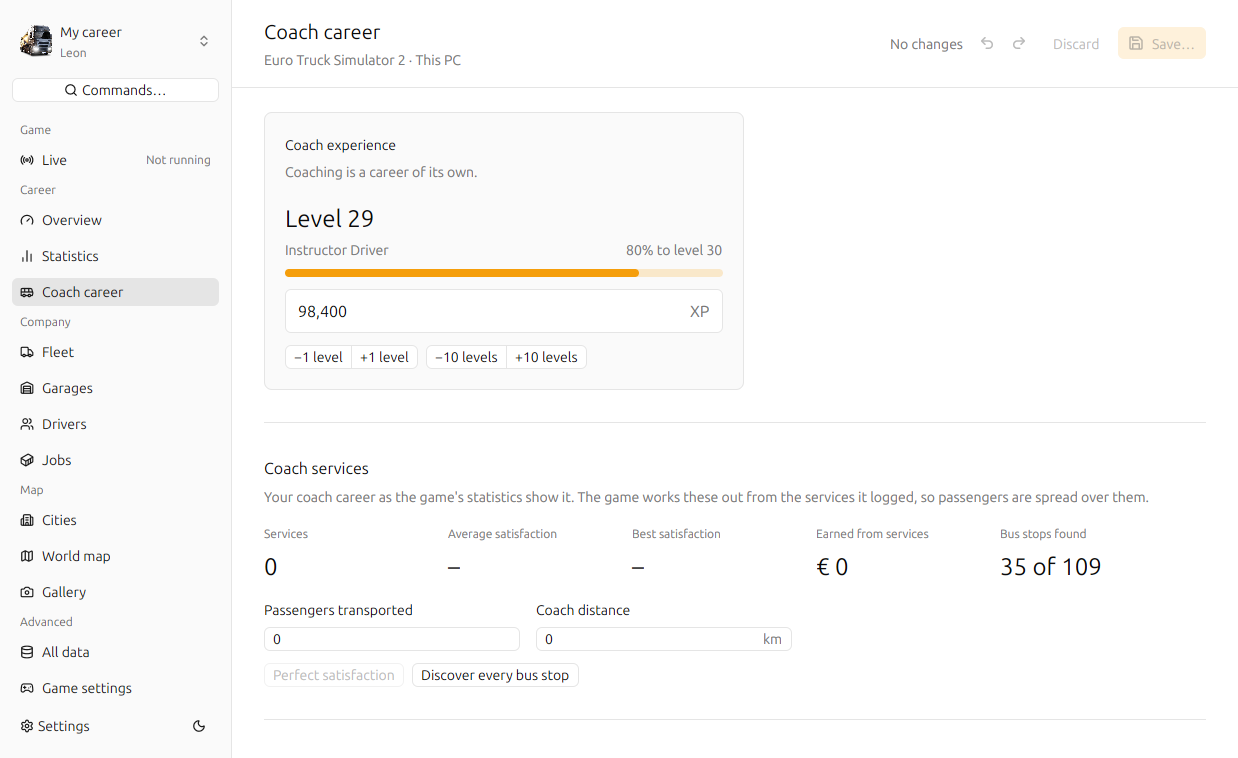 My career
Leon
Commands…
Game
Live
Not running
Career
Overview
Statistics
Coach career
Company
Fleet
Garages
Drivers
Jobs
Map
Cities
World map
Gallery
Advanced
All data
Game settings
Settings
Coach career
Euro Truck Simulator 2 · This PC
No changes
Discard
Save…
Coach experience
Coaching is a career of its own.
Level 29
Instructor Driver
80% to level 30
98,400
XP
−1 level
+1 level
−10 levels
+10 levels
Coach services
Your coach career as the game's statistics show it. The game works these out from the services it logged, so passengers are spread over them.
Services
Average satisfaction
Best satisfaction
Earned from services
Bus stops found
0
–
–
€ 0
35 of 109
Passengers transported
Coach distance
0
0
km
Perfect satisfaction
Discover every bus stop